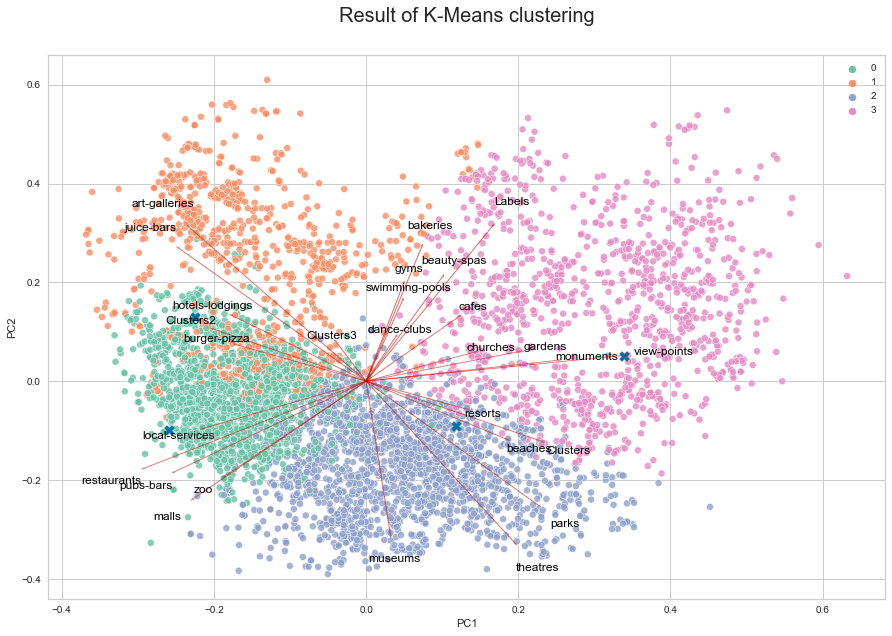 Result of K-Means clustering
0
1
2
3
0.6
0.4
0.2
0.0
−0.2
−0.4
PC2
art-galleries
Labels
juice-bars
bakeries
beauty-spas
gyms
swimming-pools
hotels-lodgings
cafes
Clusters2
dance-clubs
Clusters3
burger-pizza
churches
gardens
monuments
view-points
resorts
local-services
beaches
Clusters
restaurants
pubs-bars
zoo
malls
parks
museums
theatres
−0.4
−0.2
0.0
0.2
0.4
0.6
PC1